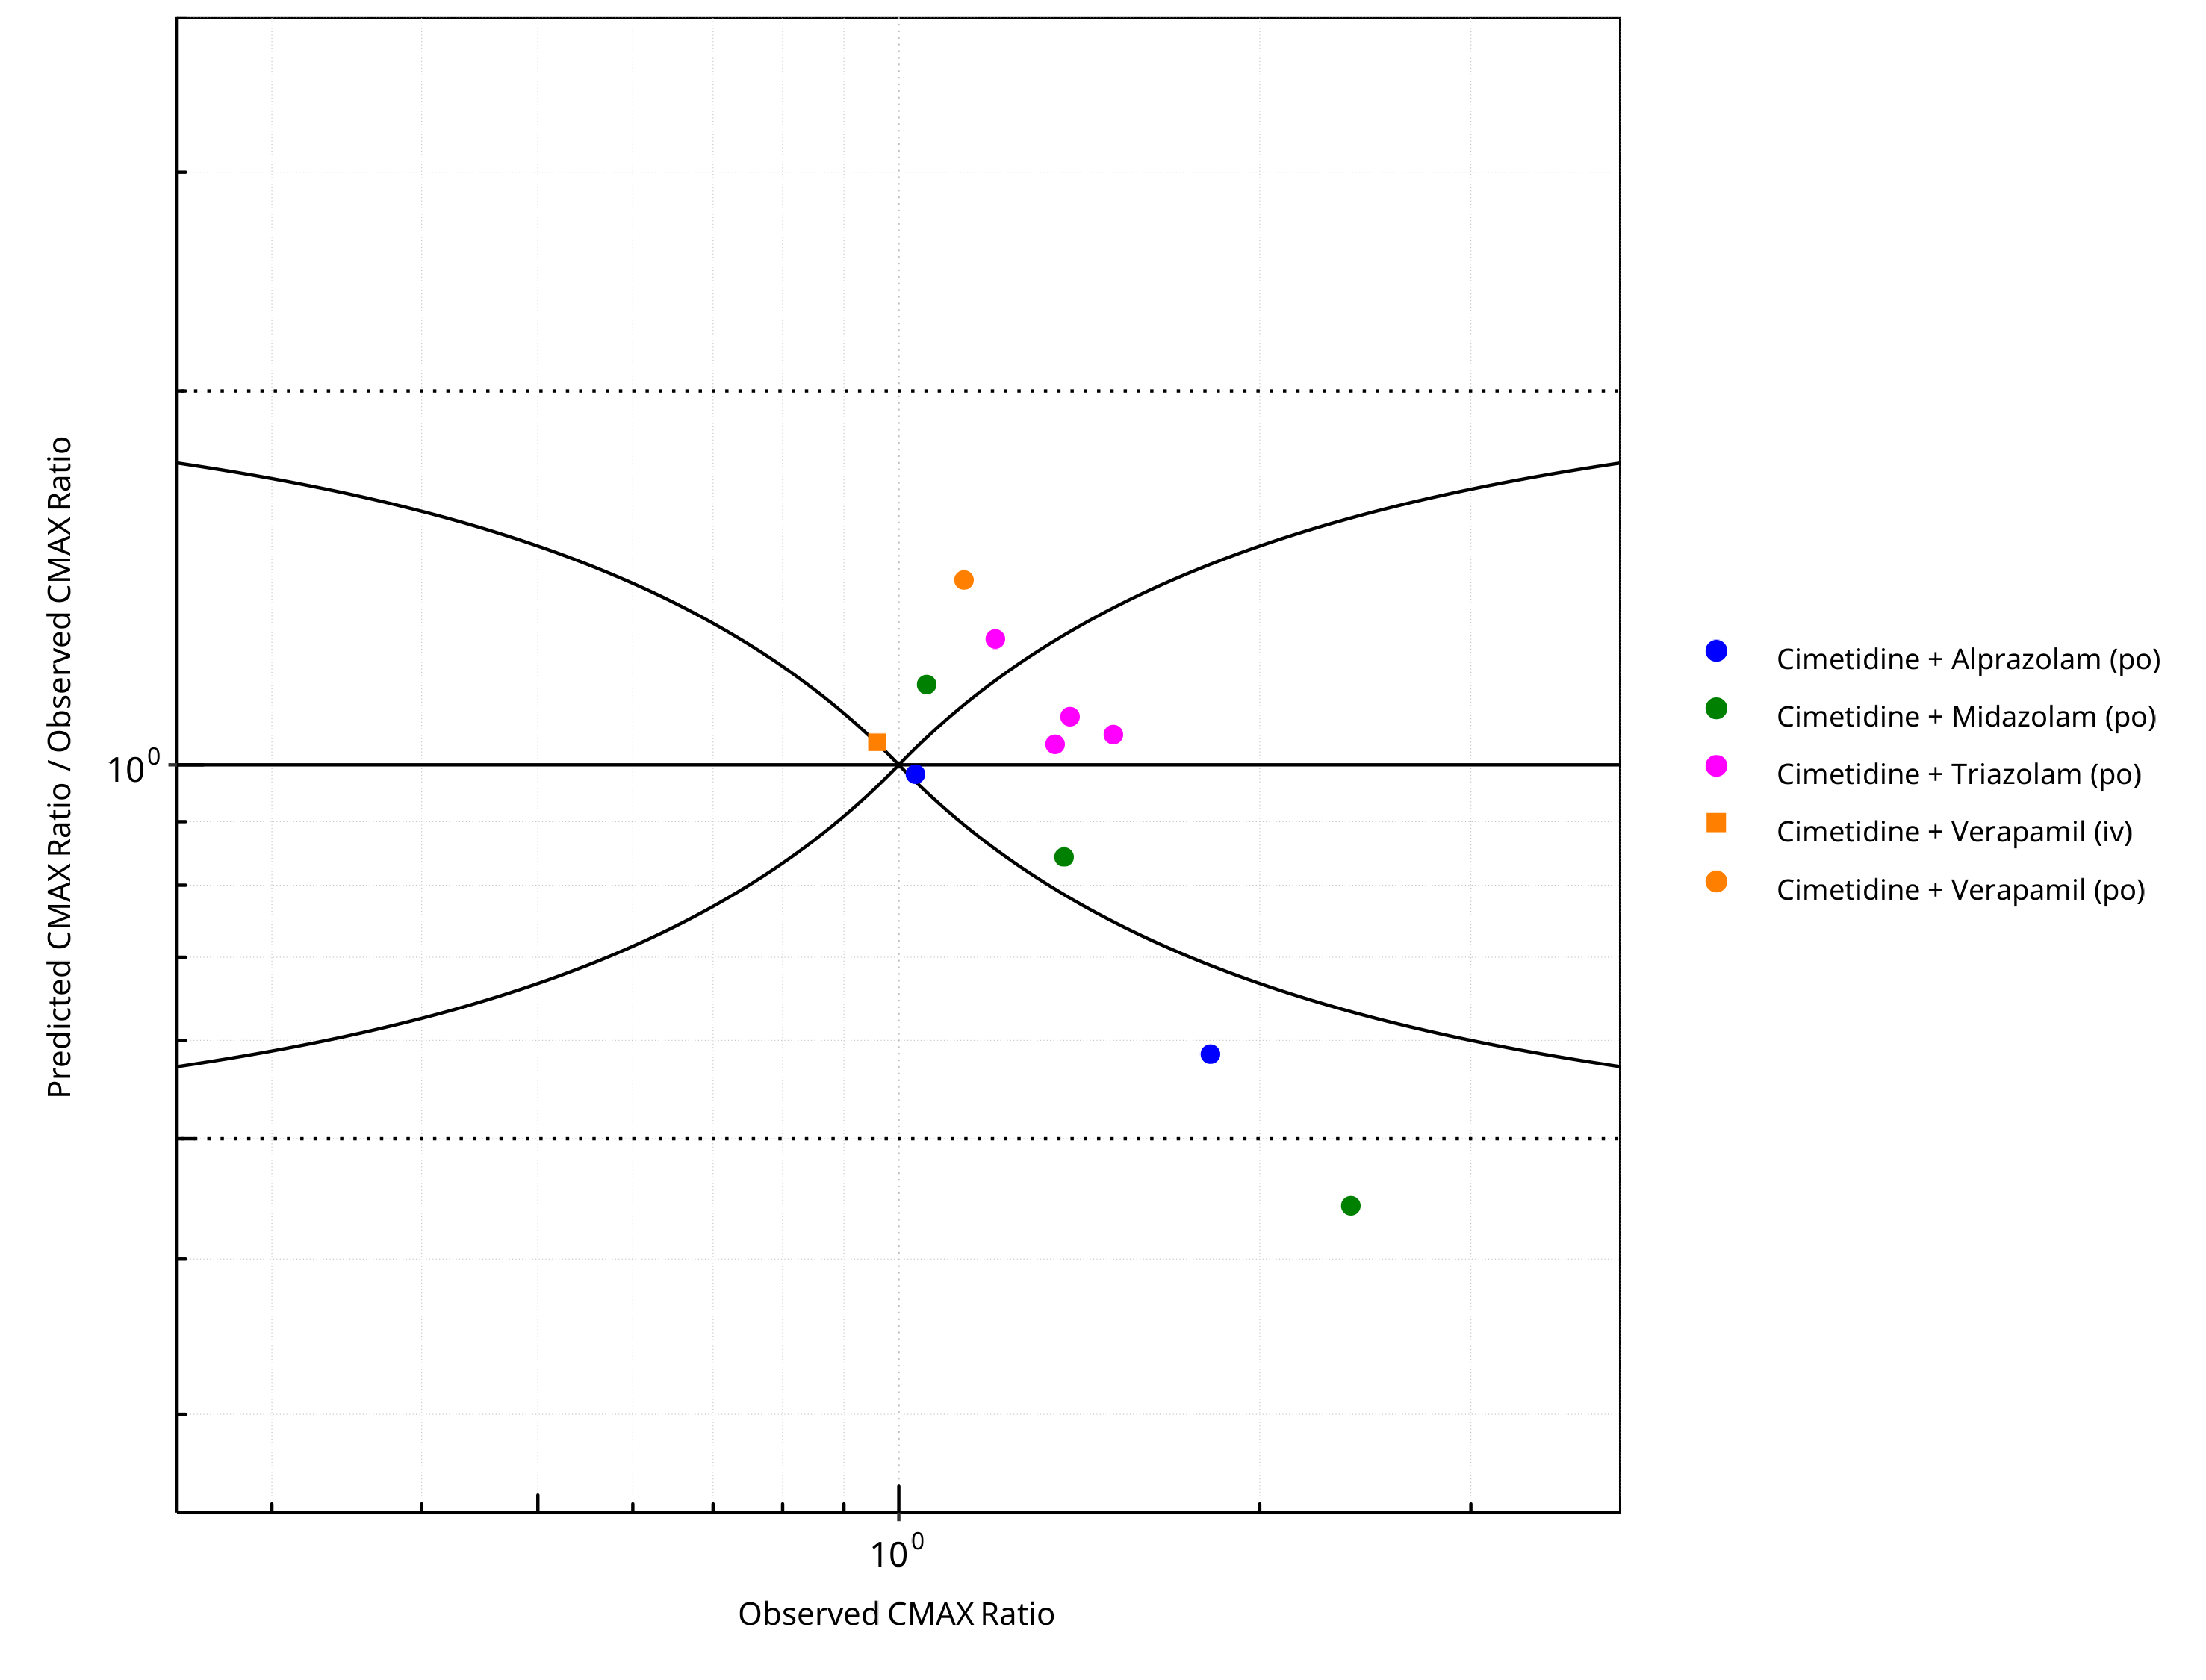 Predicted CMAX Ratio / Observed CMAX Ratio
10^0
10^0
Observed CMAX Ratio
Cimetidine + Alprazolam (po)
Cimetidine + Midazolam (po)
Cimetidine + Triazolam (po)
Cimetidine + Verapamil (iv)
Cimetidine + Verapamil (po)